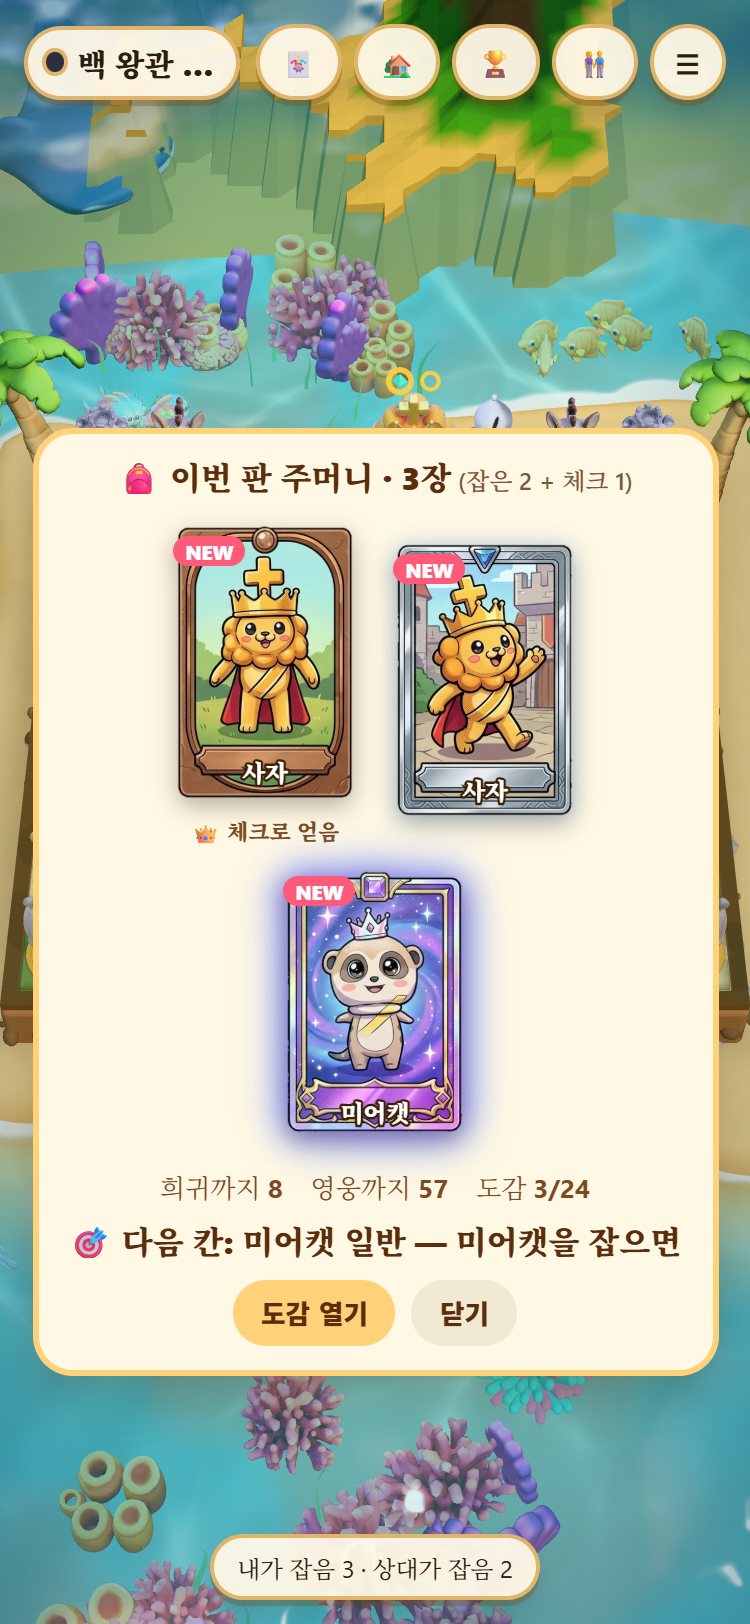 백 왕관 ...
이번 판 주머니 · 3장 (잡은 2 + 체크 1)
NEW
사자
체크로 얻음
NEW
사자
NEW
미어캣
희귀까지 8 영웅까지 57 도감 3/24
다음 칸: 미어캣 일반 — 미어캣을 잡으면
도감 열기
닫기
내가 잡음 3 · 상대가 잡음 2